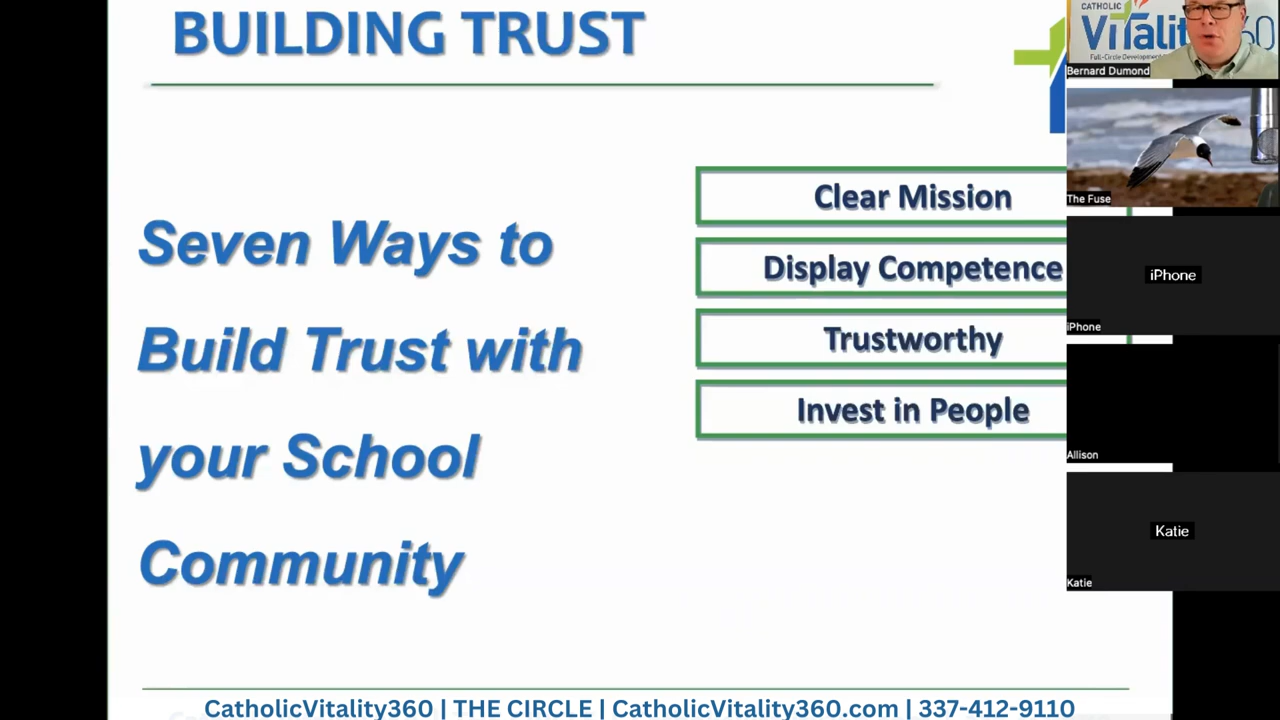 BUILDING TRUST
Seven Ways to
Build Trust with
your School
Community
Clear Mission
Display Competence
Trustworthy
Invest in People
CATHOLIC
Bernard Dumond
The Fuse
iPhone
iPhone
Allison
Katie
Katie
CatholicVitality360 | THE CIRCLE | CatholicVitality360.com | 337-412-9110